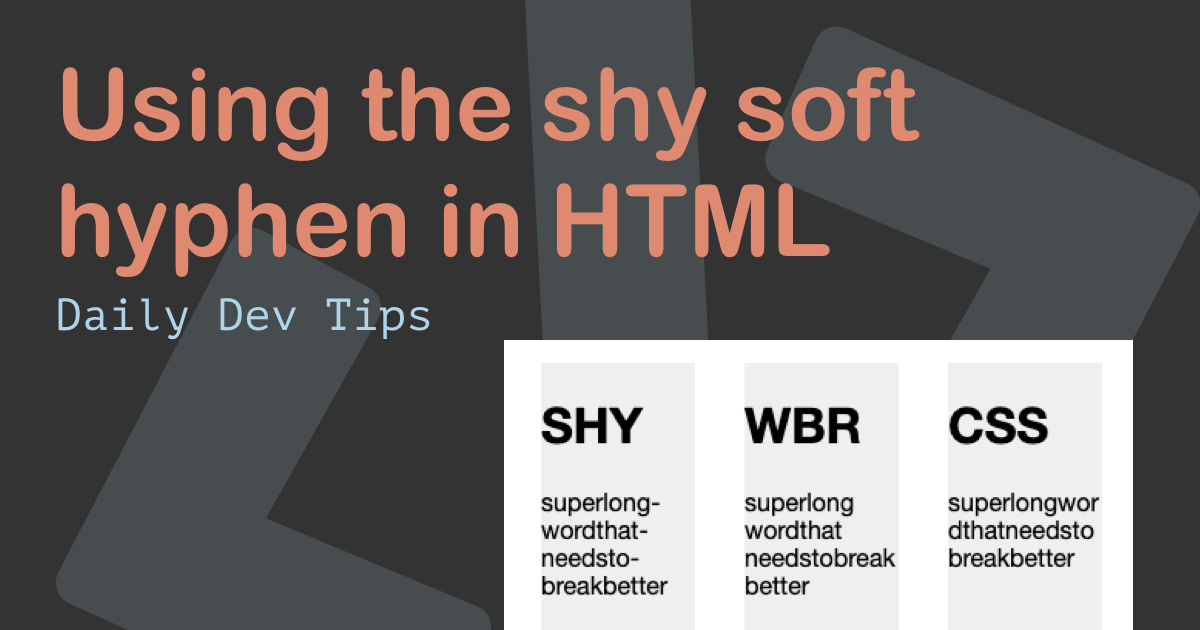 Using the shy soft
hyphen in HTML
Daily Dev Tips
SHY
superlong-
wordthat-
needsto-
breakbetter
WBR
superlong
wordthat
needstobreak
better
CSS
superlongwor
dthatneedsto
breakbetter